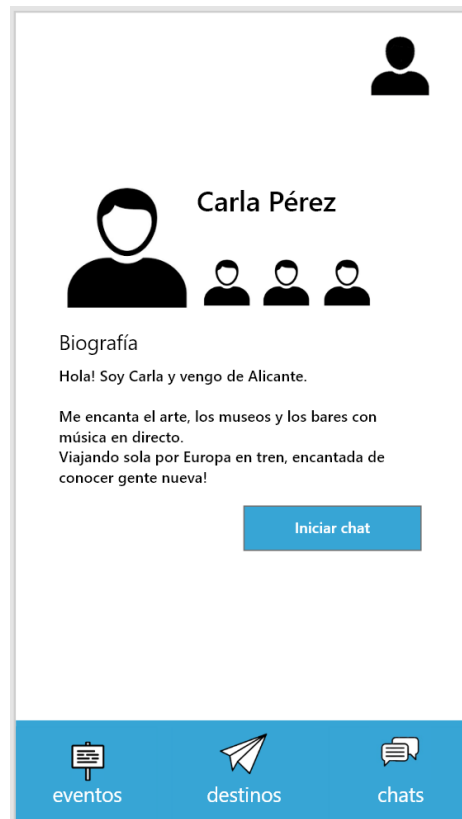 Carla Pérez
Biografía
Hola! Soy Carla y vengo de Alicante.
Me encanta el arte, los museos y los bares con
música en directo.
Viajando sola por Europa en tren, encantada de
conocer gente nueva!
Iniciar chat
eventos
destinos
chats